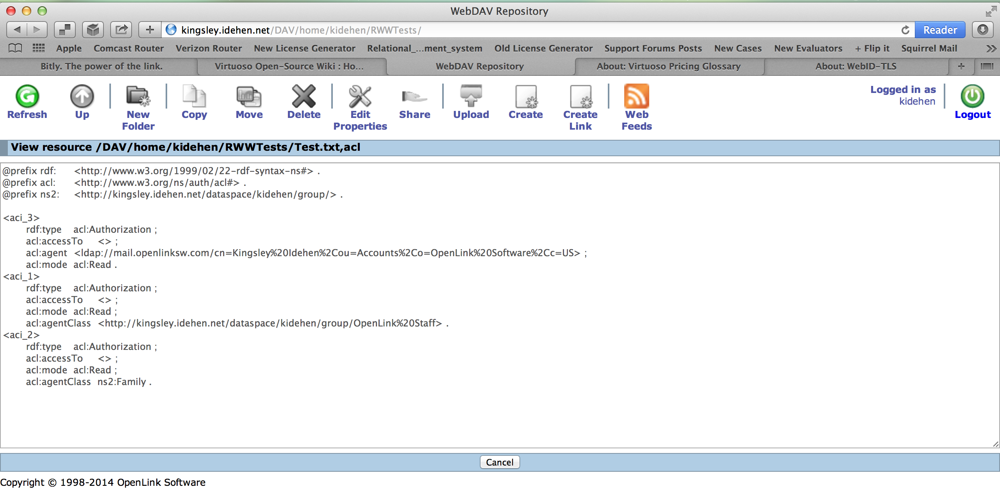 WebDAV Repository
kingsley.idehen.net/DAV/home/kidehen/RWWTests/
Reader
Apple Comcast Router Verizon Router New License Generator Relational_...ment_system Old License Generator Support Forums Posts New Cases New Evaluators + Flip it Squirrel Mail
Bitly. The power of the link. Virtuoso Open-Source Wiki : Ho... WebDAV Repository About: Virtuoso Pricing Glossary About: WebID-TLS
Refresh Up New Folder Copy Move Delete Edit Properties Share Upload Create Create Link Web Feeds
Logged in as
kidehen
Logout
View resource /DAV/home/kidehen/RWWTests/Test.txt,acl
@prefix rdf: <http://www.w3.org/1999/02/22-rdf-syntax-ns#> .
@prefix acl: <http://www.w3.org/ns/auth/acl#> .
@prefix ns2: <http://kingsley.idehen.net/dataspace/kidehen/group/> .
<aci_3>
rdf:type acl:Authorization ;
acl:accessTo <> ;
acl:agent <ldap://mail.openlinksw.com/cn=Kingsley%20Idehen%2Cou=Accounts%2Co=OpenLink%20Software%2Cc=US> ;
acl:mode acl:Read .
<aci_1>
rdf:type acl:Authorization ;
acl:accessTo <> ;
acl:mode acl:Read ;
acl:agentClass <http://kingsley.idehen.net/dataspace/kidehen/group/OpenLink%20Staff> .
<aci_2>
rdf:type acl:Authorization ;
acl:accessTo <> ;
acl:mode acl:Read ;
acl:agentClass ns2:Family .
Cancel
Copyright © 1998-2014 OpenLink Software